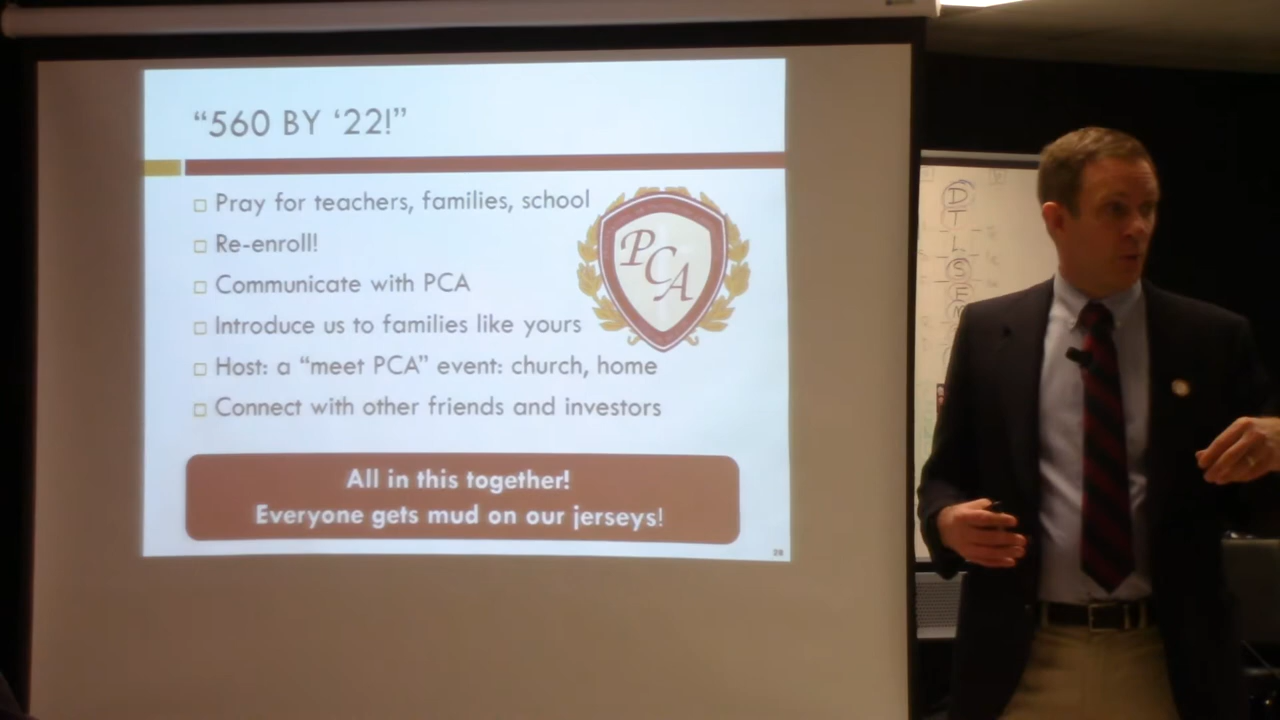 “560 BY ‘22!”
Pray for teachers, families, school
Re-enroll!
Communicate with PCA
Introduce us to families like yours
Host: a “meet PCA” event: church, home
Connect with other friends and investors
PCA
All in this together!
Everyone gets mud on our jerseys!
28
D
T
L
S
E